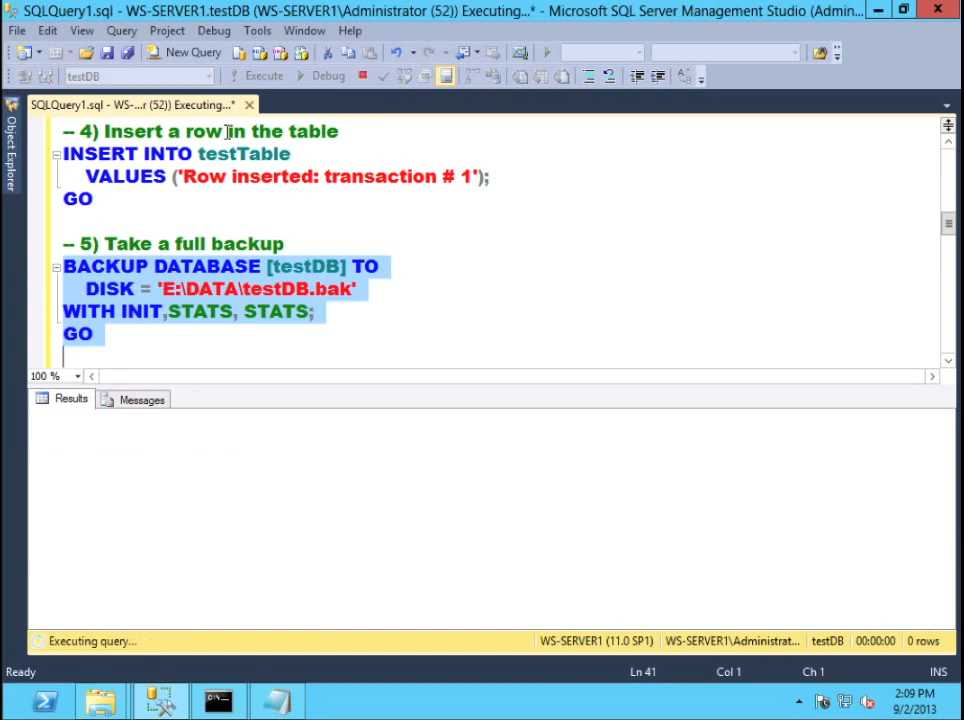 SQLQuery1.sql - WS-SERVER1.testDB (WS-SERVER1\Administrator (52)) Executing...* - Microsoft SQL Server Management Studio (Admin...
File Edit View Query Project Debug Tools Window Help
New Query
testDB ! Execute Debug
SQLQuery1.sql - WS-...r (52)) Executing...*
Object Explorer
-- 4) Insert a row in the table
INSERT INTO testTable
VALUES ('Row inserted: transaction # 1');
GO
-- 5) Take a full backup
BACKUP DATABASE [testDB] TO
DISK = 'E:\DATA\testDB.bak'
WITH INIT,STATS, STATS;
GO
100 %
Results Messages
Executing query... WS-SERVER1 (11.0 SP1) WS-SERVER1\Administrat... testDB 00:00:00 0 rows
Ready Ln 41 Col 1 Ch 1 INS
2:09 PM
9/2/2013